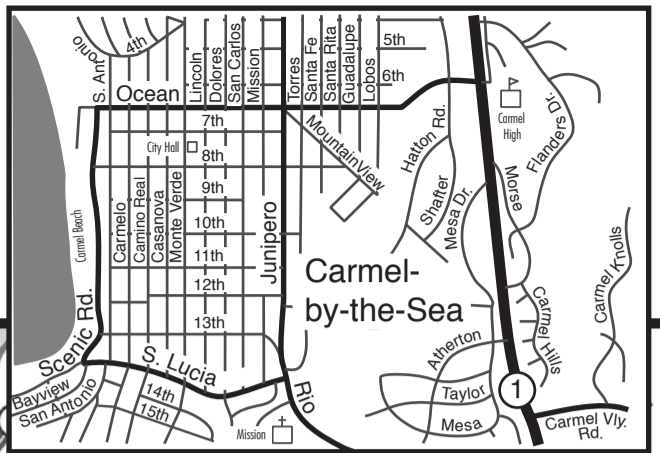 S. Antonio
4th
Lincoln
Dolores
San Carlos
Mission
Torres
Santa Fe
Santa Rita
Guadalupe
Lobos
5th
6th
Ocean
7th
City Hall
8th
Mountain View
Hatton Rd.
Carmel
High
Flanders Dr.
Carmel Beach
Carmelo
Camino Real
Casanova
Monte Verde
9th
10th
11th
12th
13th
Junipero
Shafter
Mesa Dr.
Morse
Carmel-
by-the-Sea
Carmel Knolls
Carmel Hills
Scenic Rd.
S. Lucia
Atherton
Bayview
San Antonio
14th
15th
Rio
Taylor
1
Mission
Mesa
Carmel Vly.
Rd.